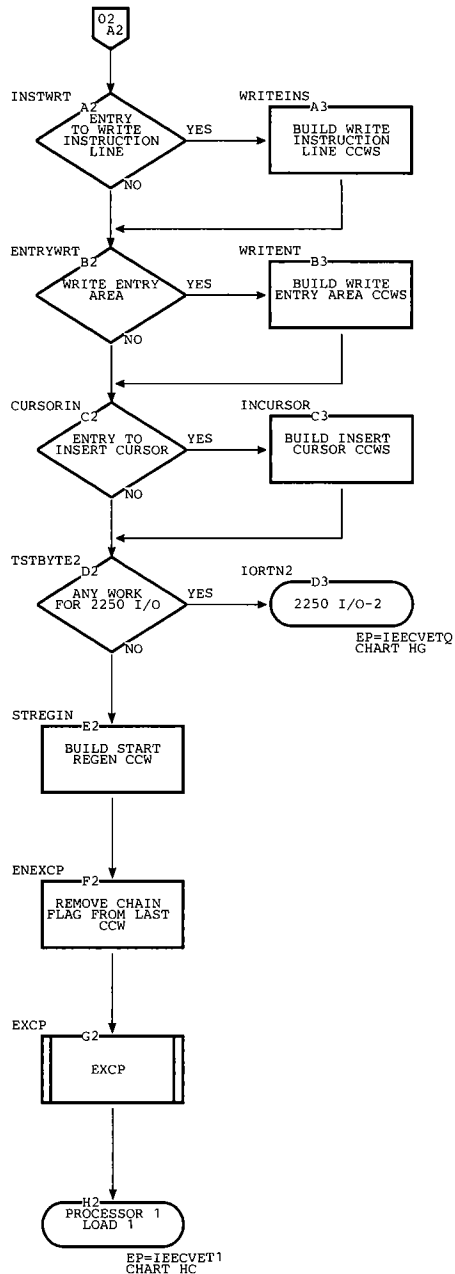 02
A2
INSTWRT
A2
ENTRY
TO WRITE
INSTRUCTION
LINE
YES
NO
WRITEINS
A3
BUILD WRITE
INSTRUCTION
LINE CCWS
ENTRYWRT
B2
WRITE ENTRY
AREA
YES
NO
WRITENT
B3
BUILD WRITE
ENTRY AREA CCWS
CURSORIN
C2
ENTRY TO
INSERT CURSOR
YES
NO
INCURSOR
C3
BUILD INSERT
CURSOR CCWS
TSTBYTE2
D2
ANY WORK
FOR 2250 I/O
YES
NO
IORTN2
D3
2250 I/O-2
EP=IEECVETQ
CHART HG
STREGIN
E2
BUILD START
REGEN CCW
ENEXCP
F2
REMOVE CHAIN
FLAG FROM LAST
CCW
EXCP
G2
EXCP
H2
PROCESSOR 1
LOAD 1
EP=IEECVET1
CHART HC